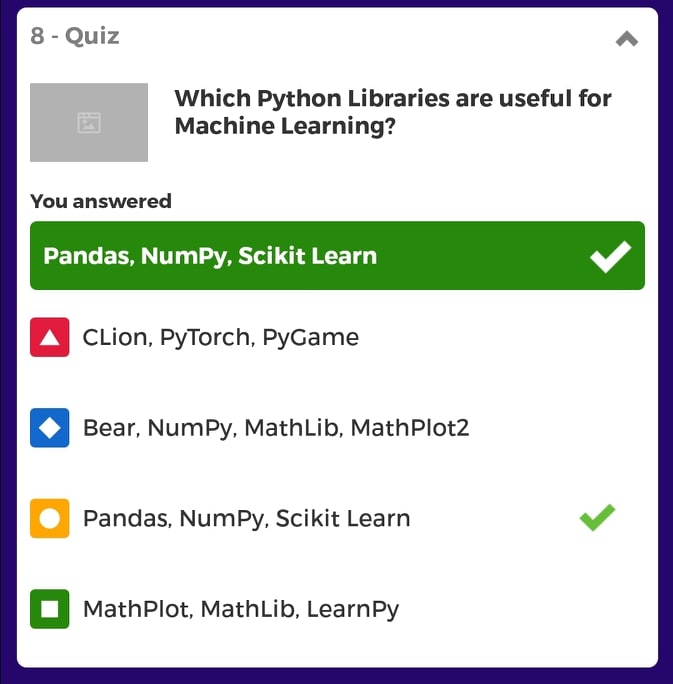 8 - Quiz
Which Python Libraries are useful for
Machine Learning?
You answered
Pandas, NumPy, Scikit Learn
CLion, PyTorch, PyGame
Bear, NumPy, MathLib, MathPlot2
Pandas, NumPy, Scikit Learn
MathPlot, MathLib, LearnPy